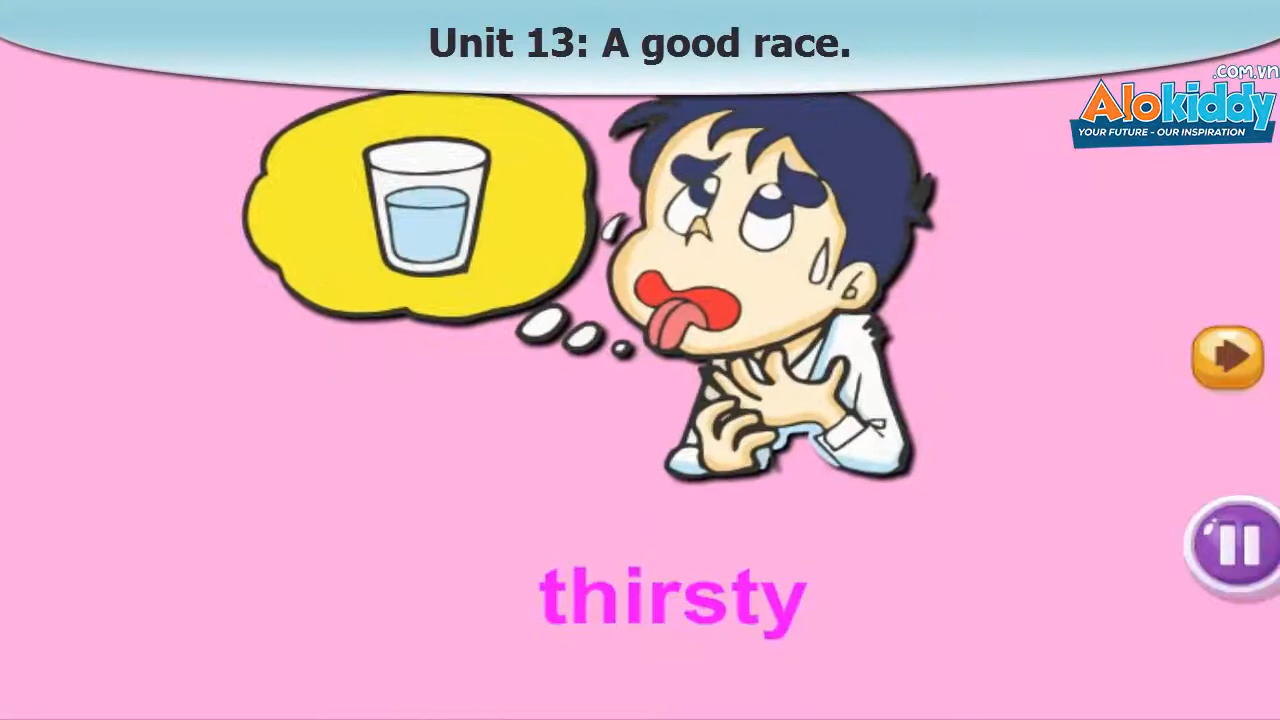 Unit 13: A good race.
.COM.VN
Alokiddy
YOUR FUTURE - OUR INSPIRATION
thirsty